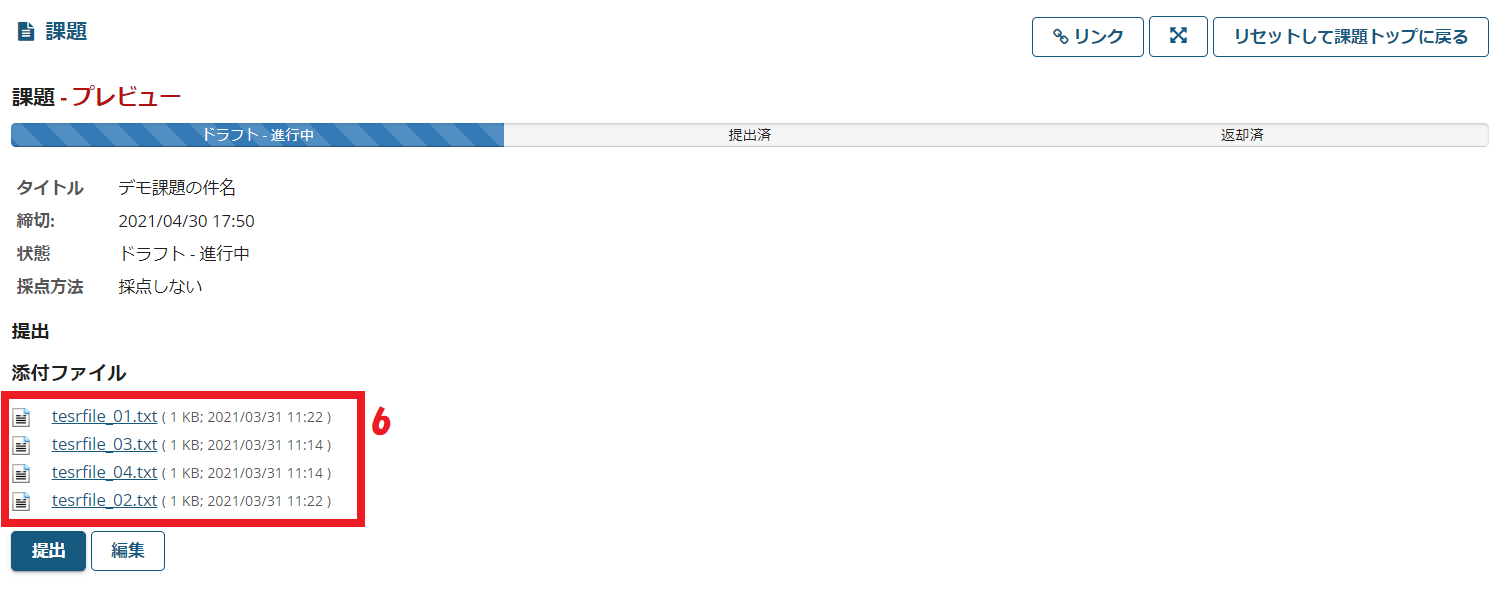 課題
リンク
リセットして課題トップに戻る
課題 - プレビュー
ドラフト - 進行中
提出済
返却済
タイトル デモ課題の件名
締切: 2021/04/30 17:50
状態 ドラフト - 進行中
採点方法 採点しない
提出
添付ファイル
tesrfile_01.txt ( 1 KB; 2021/03/31 11:22 )
6
tesrfile_03.txt ( 1 KB; 2021/03/31 11:14 )
tesrfile_04.txt ( 1 KB; 2021/03/31 11:14 )
tesrfile_02.txt ( 1 KB; 2021/03/31 11:22 )
提出
編集